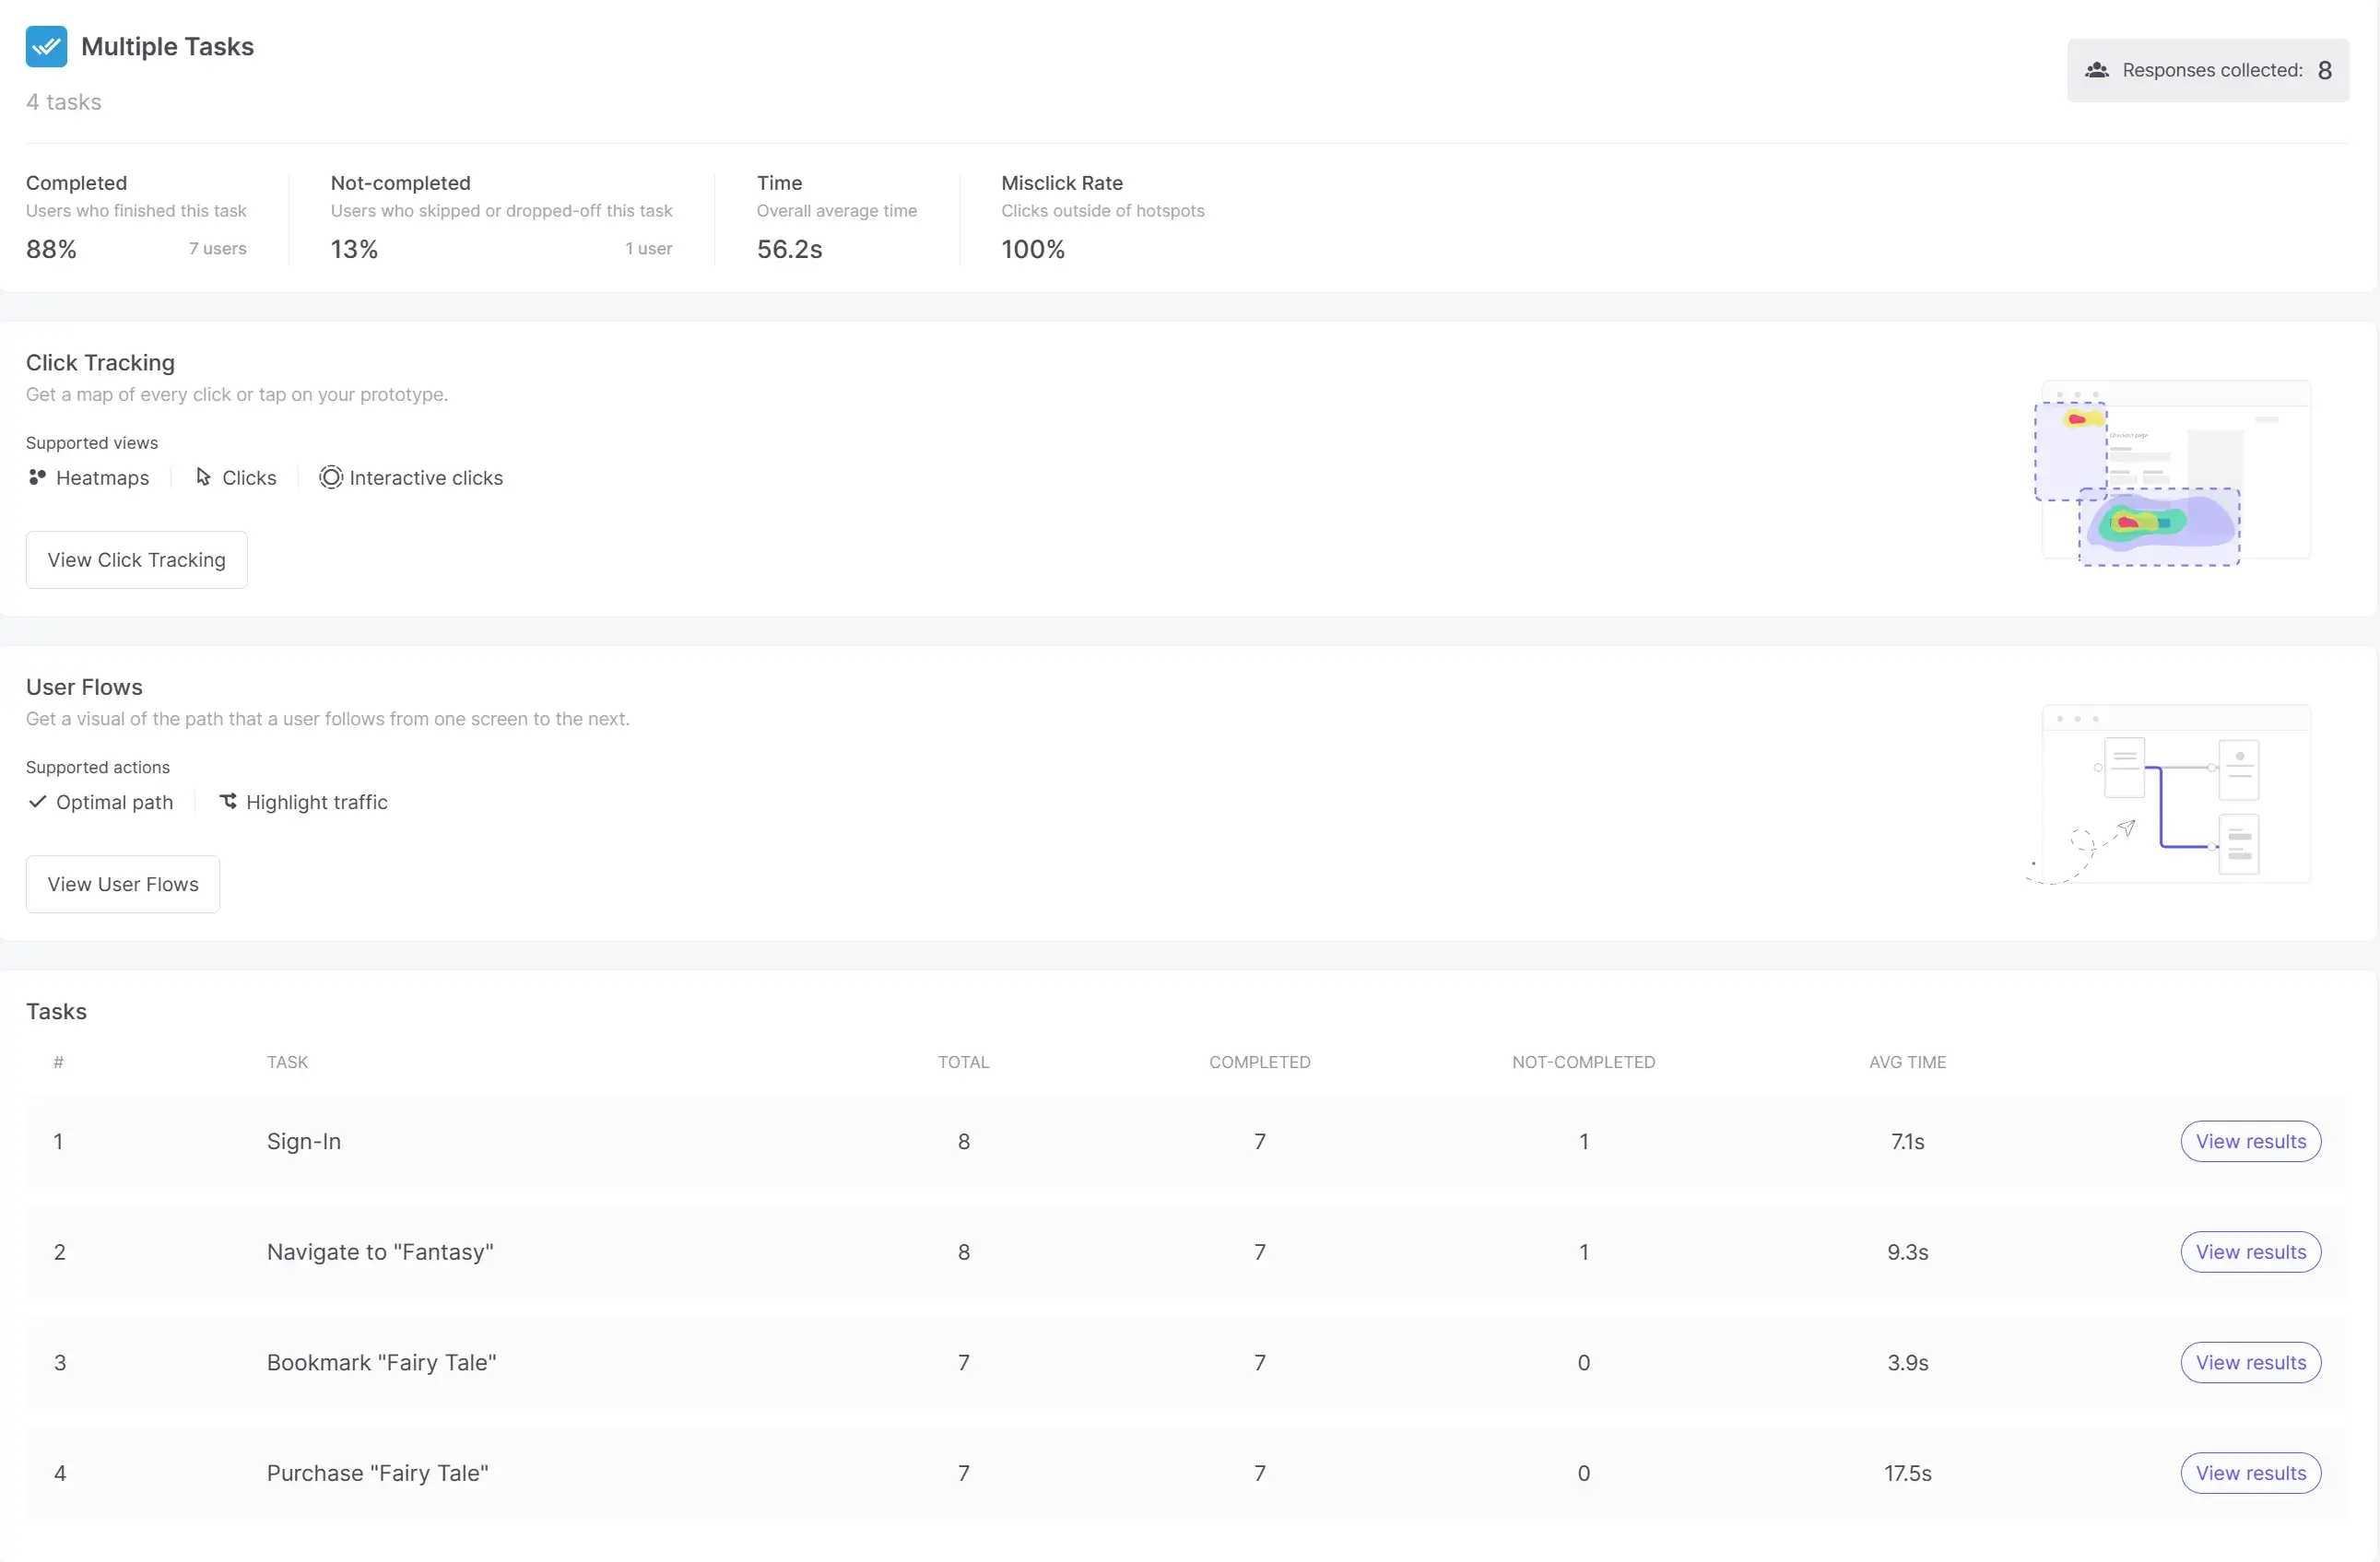 Multiple Tasks
Responses collected: 8
4 tasks
Completed
Users who finished this task
88% 7 users
Not-completed
Users who skipped or dropped-off this task
13% 1 user
Time
Overall average time
56.2s
Misclick Rate
Clicks outside of hotspots
100%
Click Tracking
Get a map of every click or tap on your prototype.
Supported views
Heatmaps Clicks Interactive clicks
View Click Tracking
Checkout page
User Flows
Get a visual of the path that a user follows from one screen to the next.
Supported actions
Optimal path Highlight traffic
View User Flows
Tasks
# TASK TOTAL COMPLETED NOT-COMPLETED AVG TIME
1 Sign-In 8 7 1 7.1s View results
2 Navigate to "Fantasy" 8 7 1 9.3s View results
3 Bookmark "Fairy Tale" 7 7 0 3.9s View results
4 Purchase "Fairy Tale" 7 7 0 17.5s View results